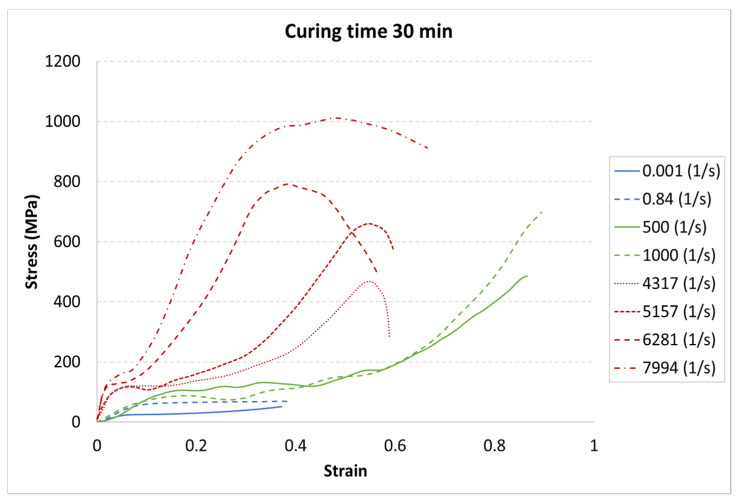 Curing time 30 min
1200
1000
800
600
400
200
0
Stress (MPa)
0
0.2
0.4
0.6
0.8
1
Strain
0.001 (1/s)
0.84 (1/s)
500 (1/s)
1000 (1/s)
4317 (1/s)
5157 (1/s)
6281 (1/s)
7994 (1/s)